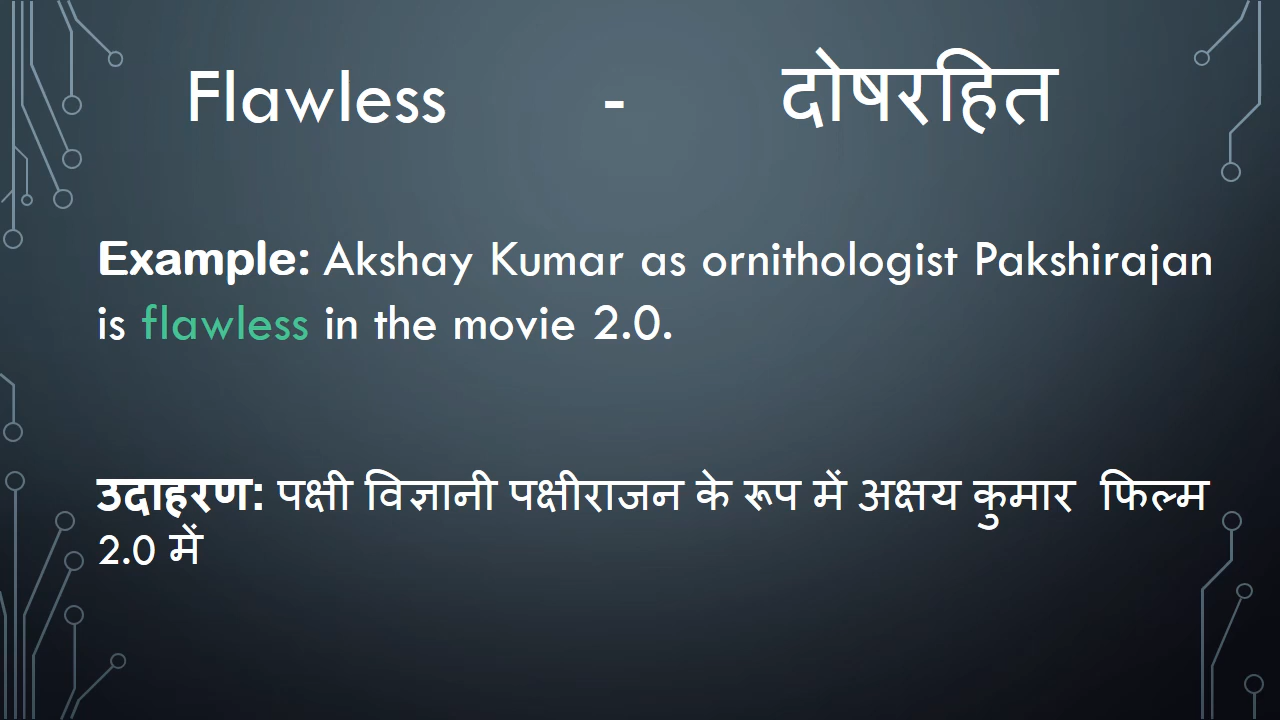 Flawless - दोषरहित
Example: Akshay Kumar as ornithologist Pakshirajan
is flawless in the movie 2.0.
उदाहरण: पक्षी विज्ञानी पक्षीराजन के रूप में अक्षय कुमार फिल्म
2.0 में